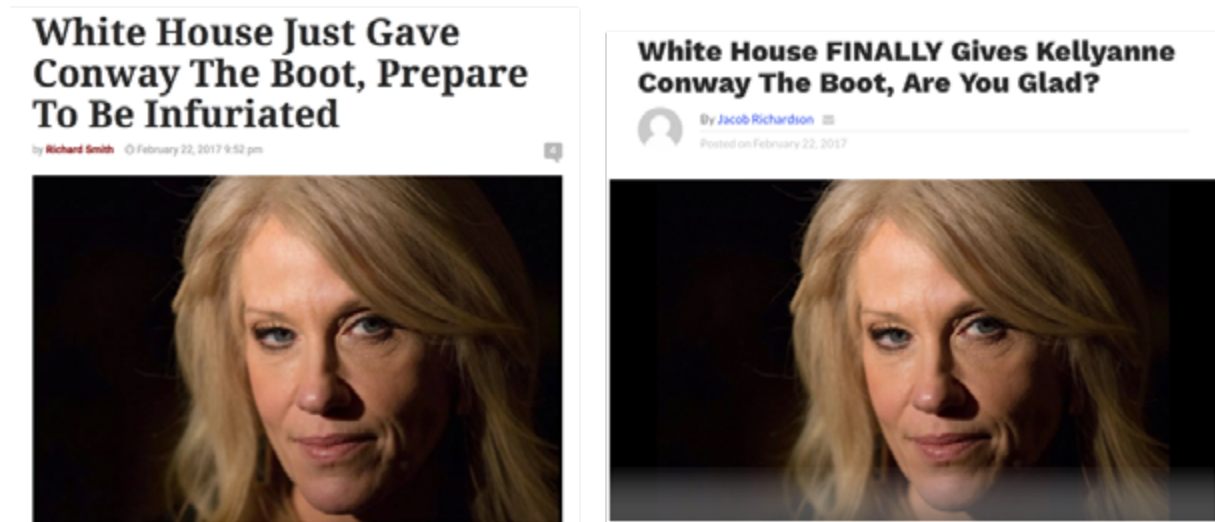 White House Just Gave
Conway The Boot, Prepare
To Be Infuriated
by Richard Smith February 22, 2017 9:52 pm
4
White House FINALLY Gives Kellyanne
Conway The Boot, Are You Glad?
By Jacob Richardson
Posted on February 22, 2017